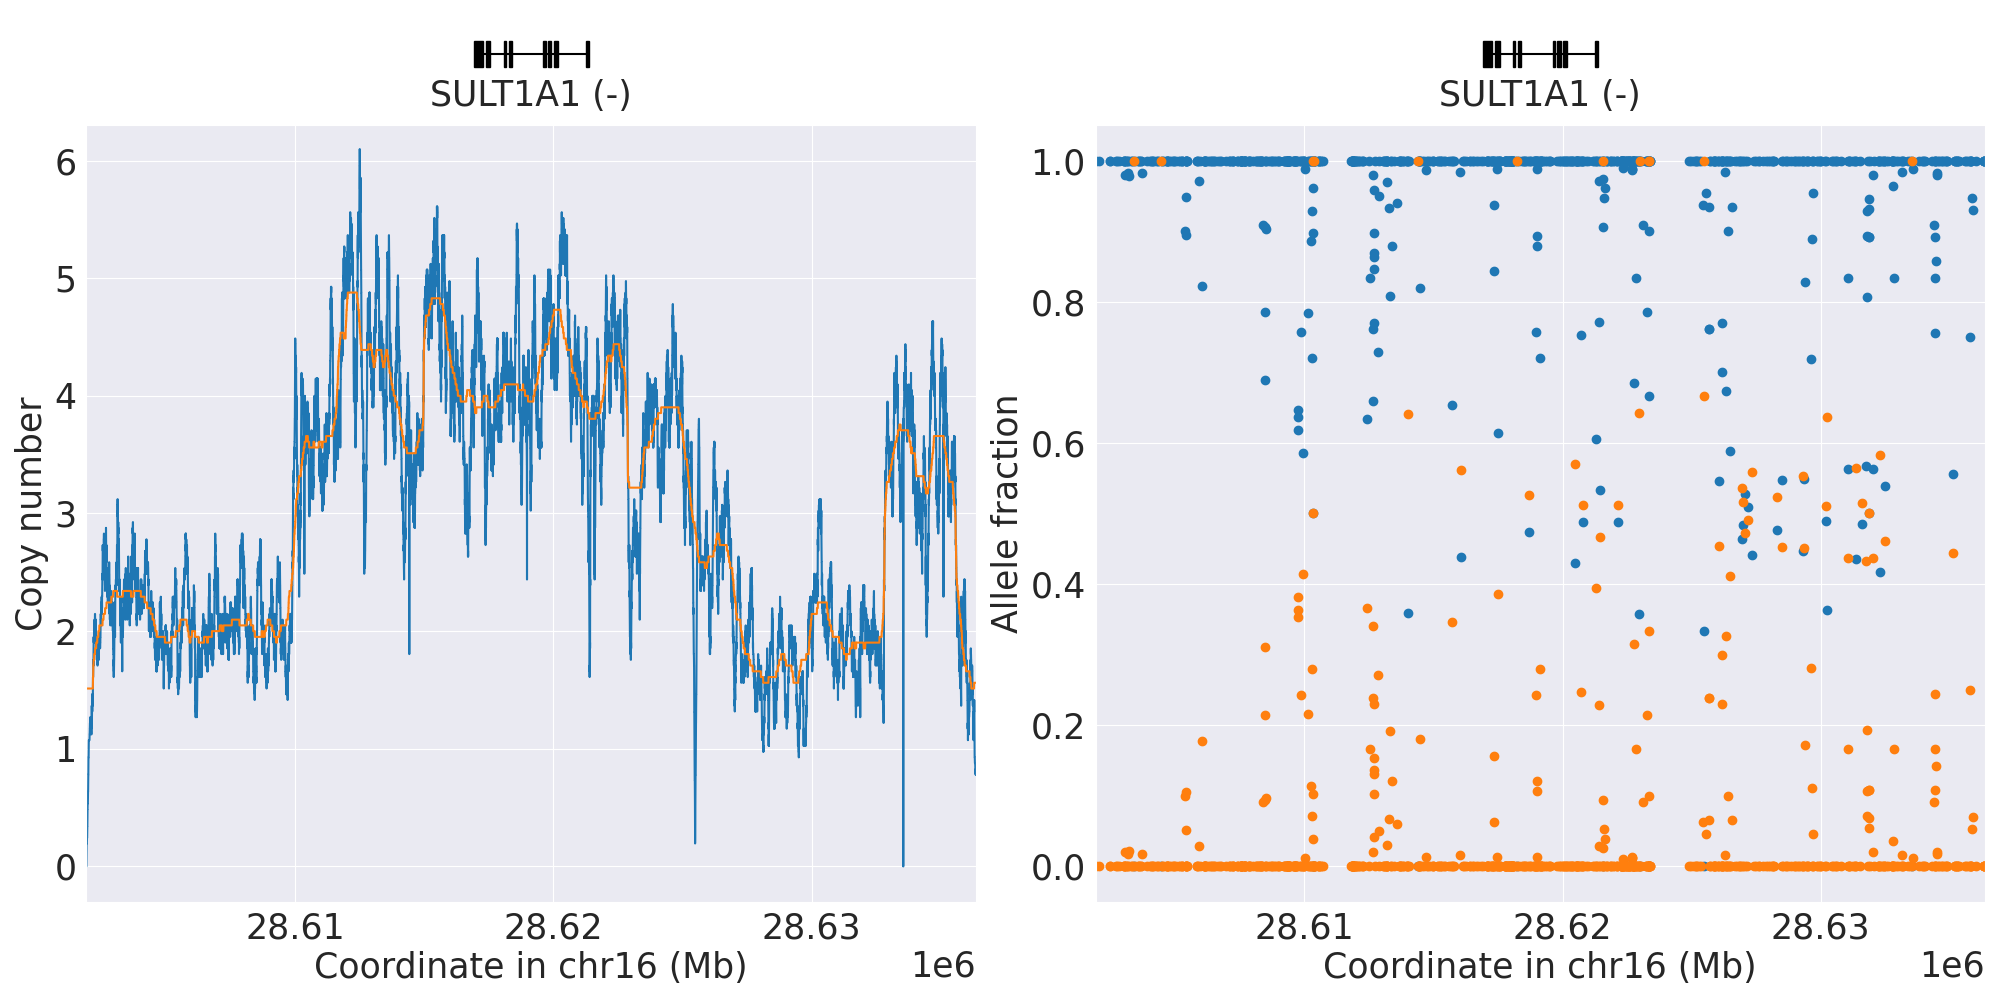 SULT1A1 (-)
Copy number
6
5
4
3
2
1
0
28.61
28.62
28.63
Coordinate in chr16 (Mb)
1e6
SULT1A1 (-)
Allele fraction
1.0
0.8
0.6
0.4
0.2
0.0
28.61
28.62
28.63
Coordinate in chr16 (Mb)
1e6